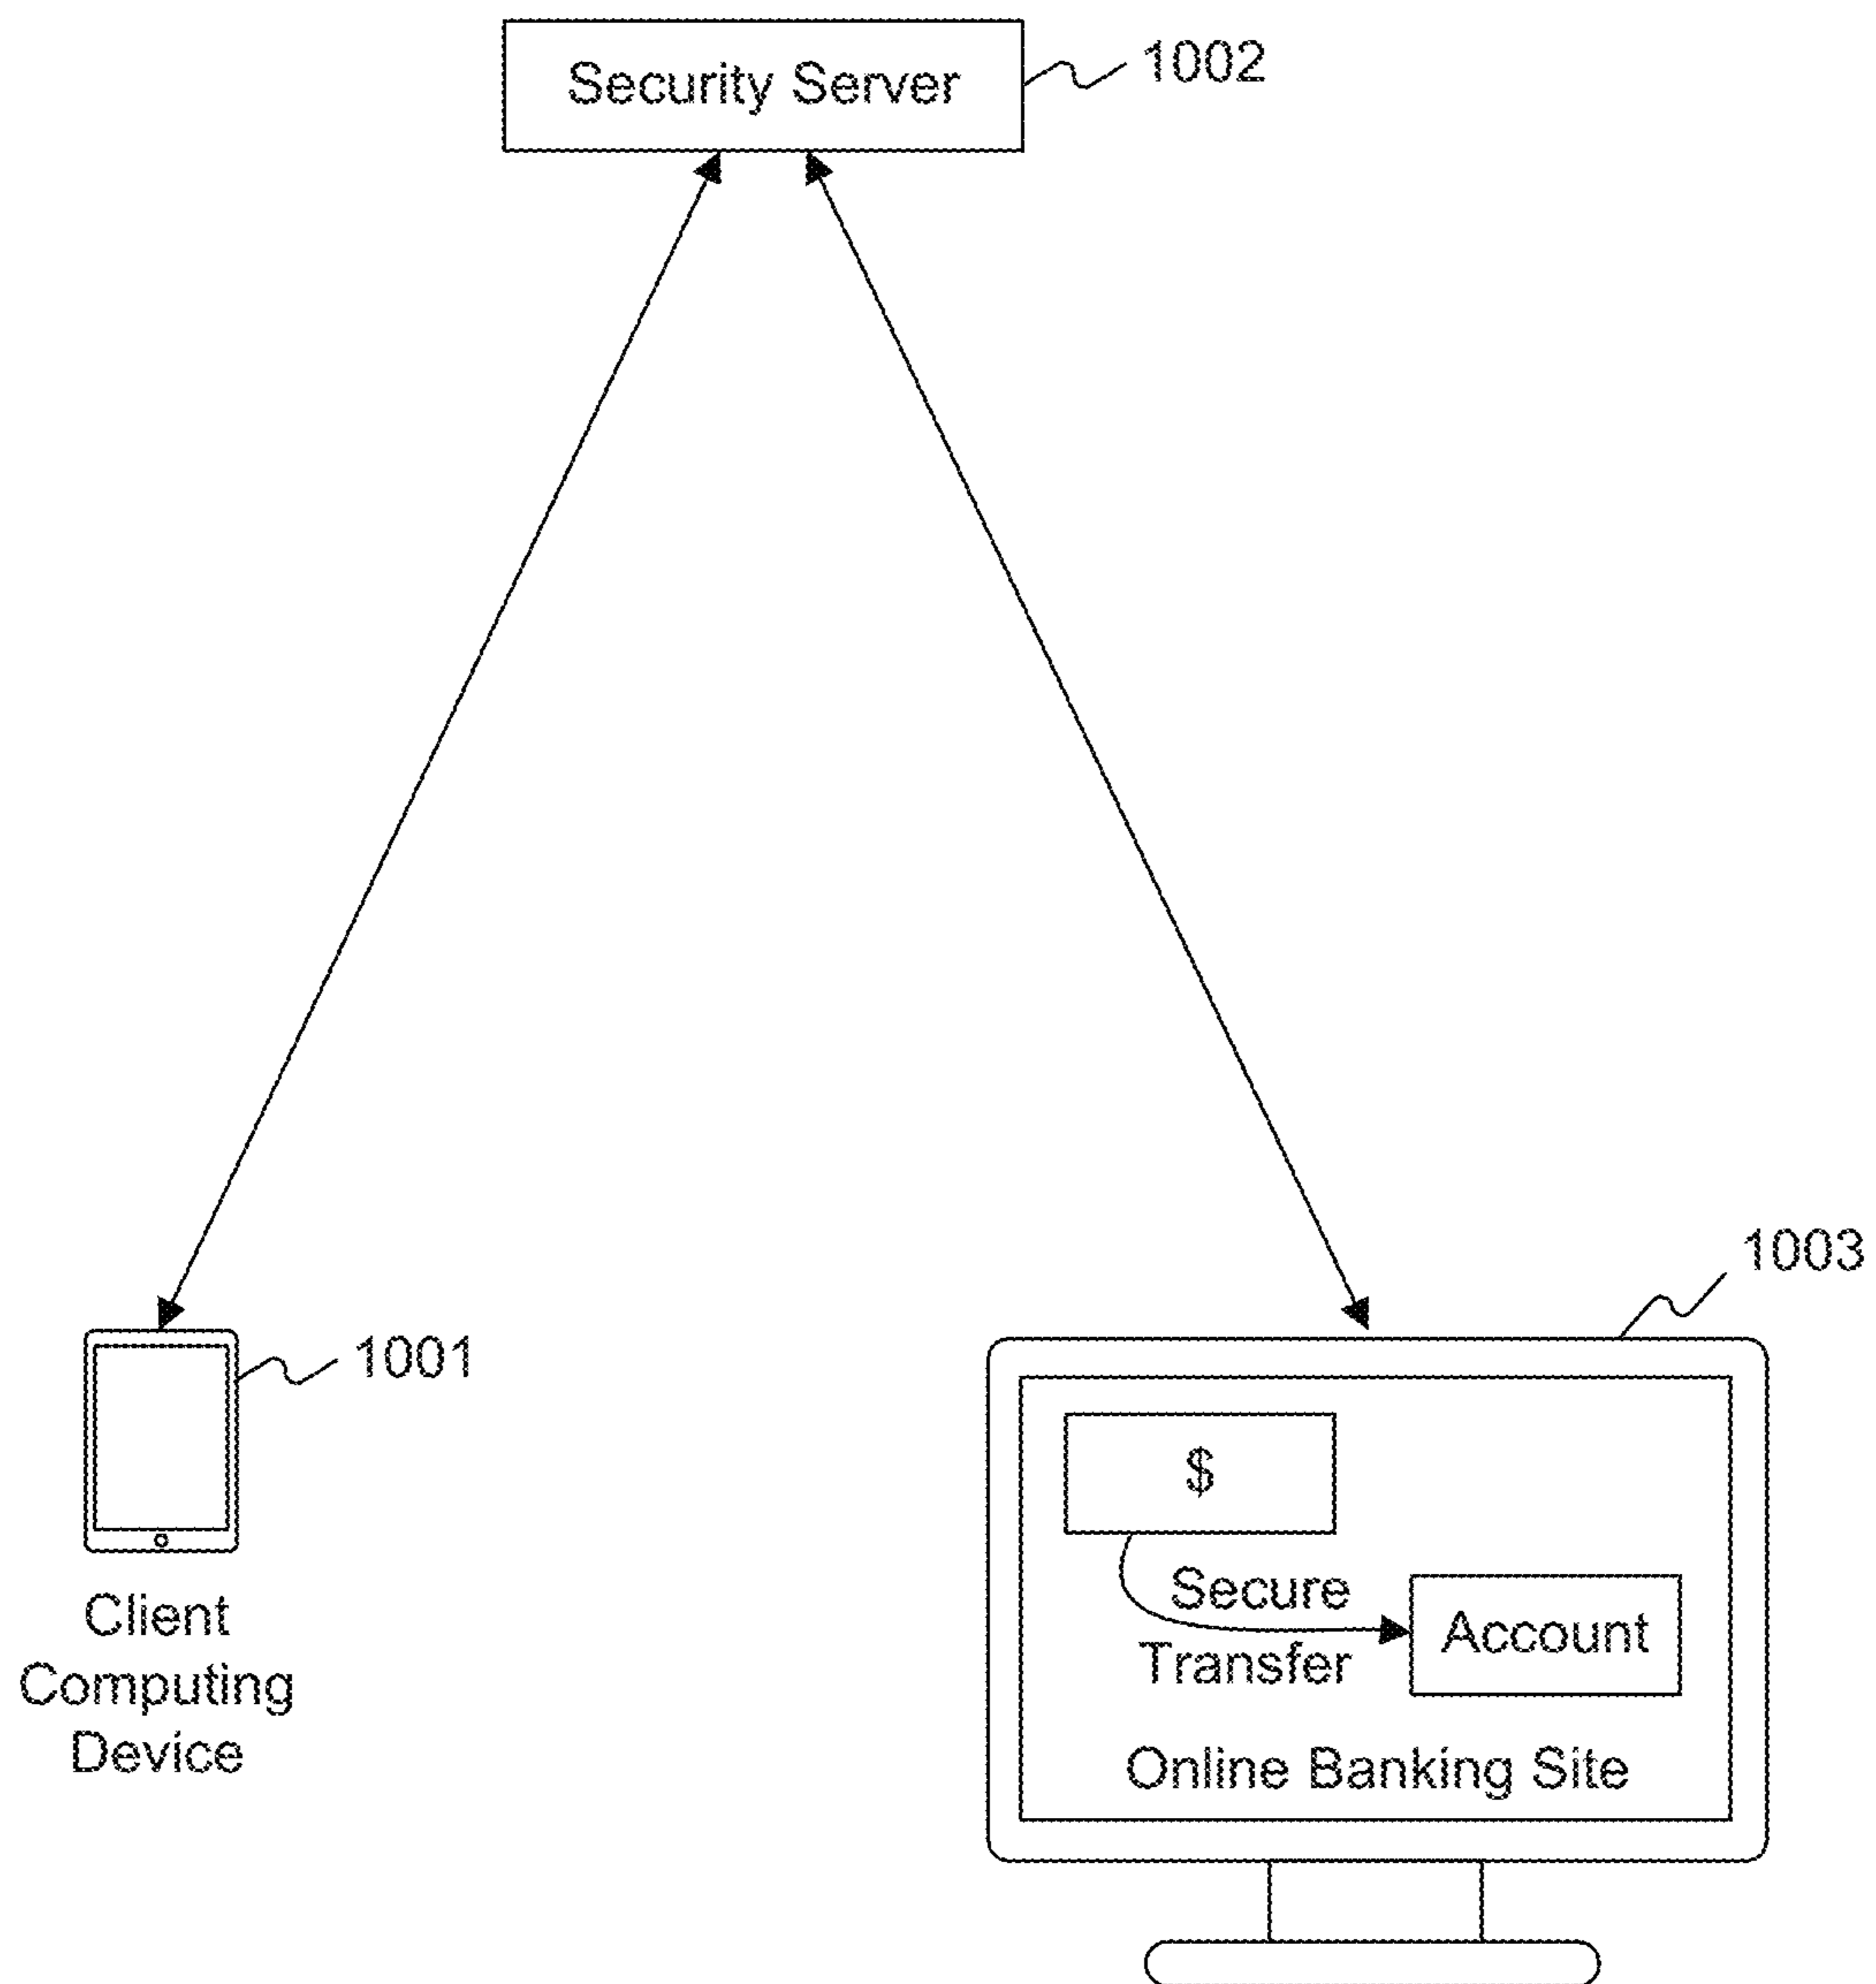 Security Server
1002
1003
1001
$
Secure
Transfer
Account
Client
Computing
Device
Online Banking Site